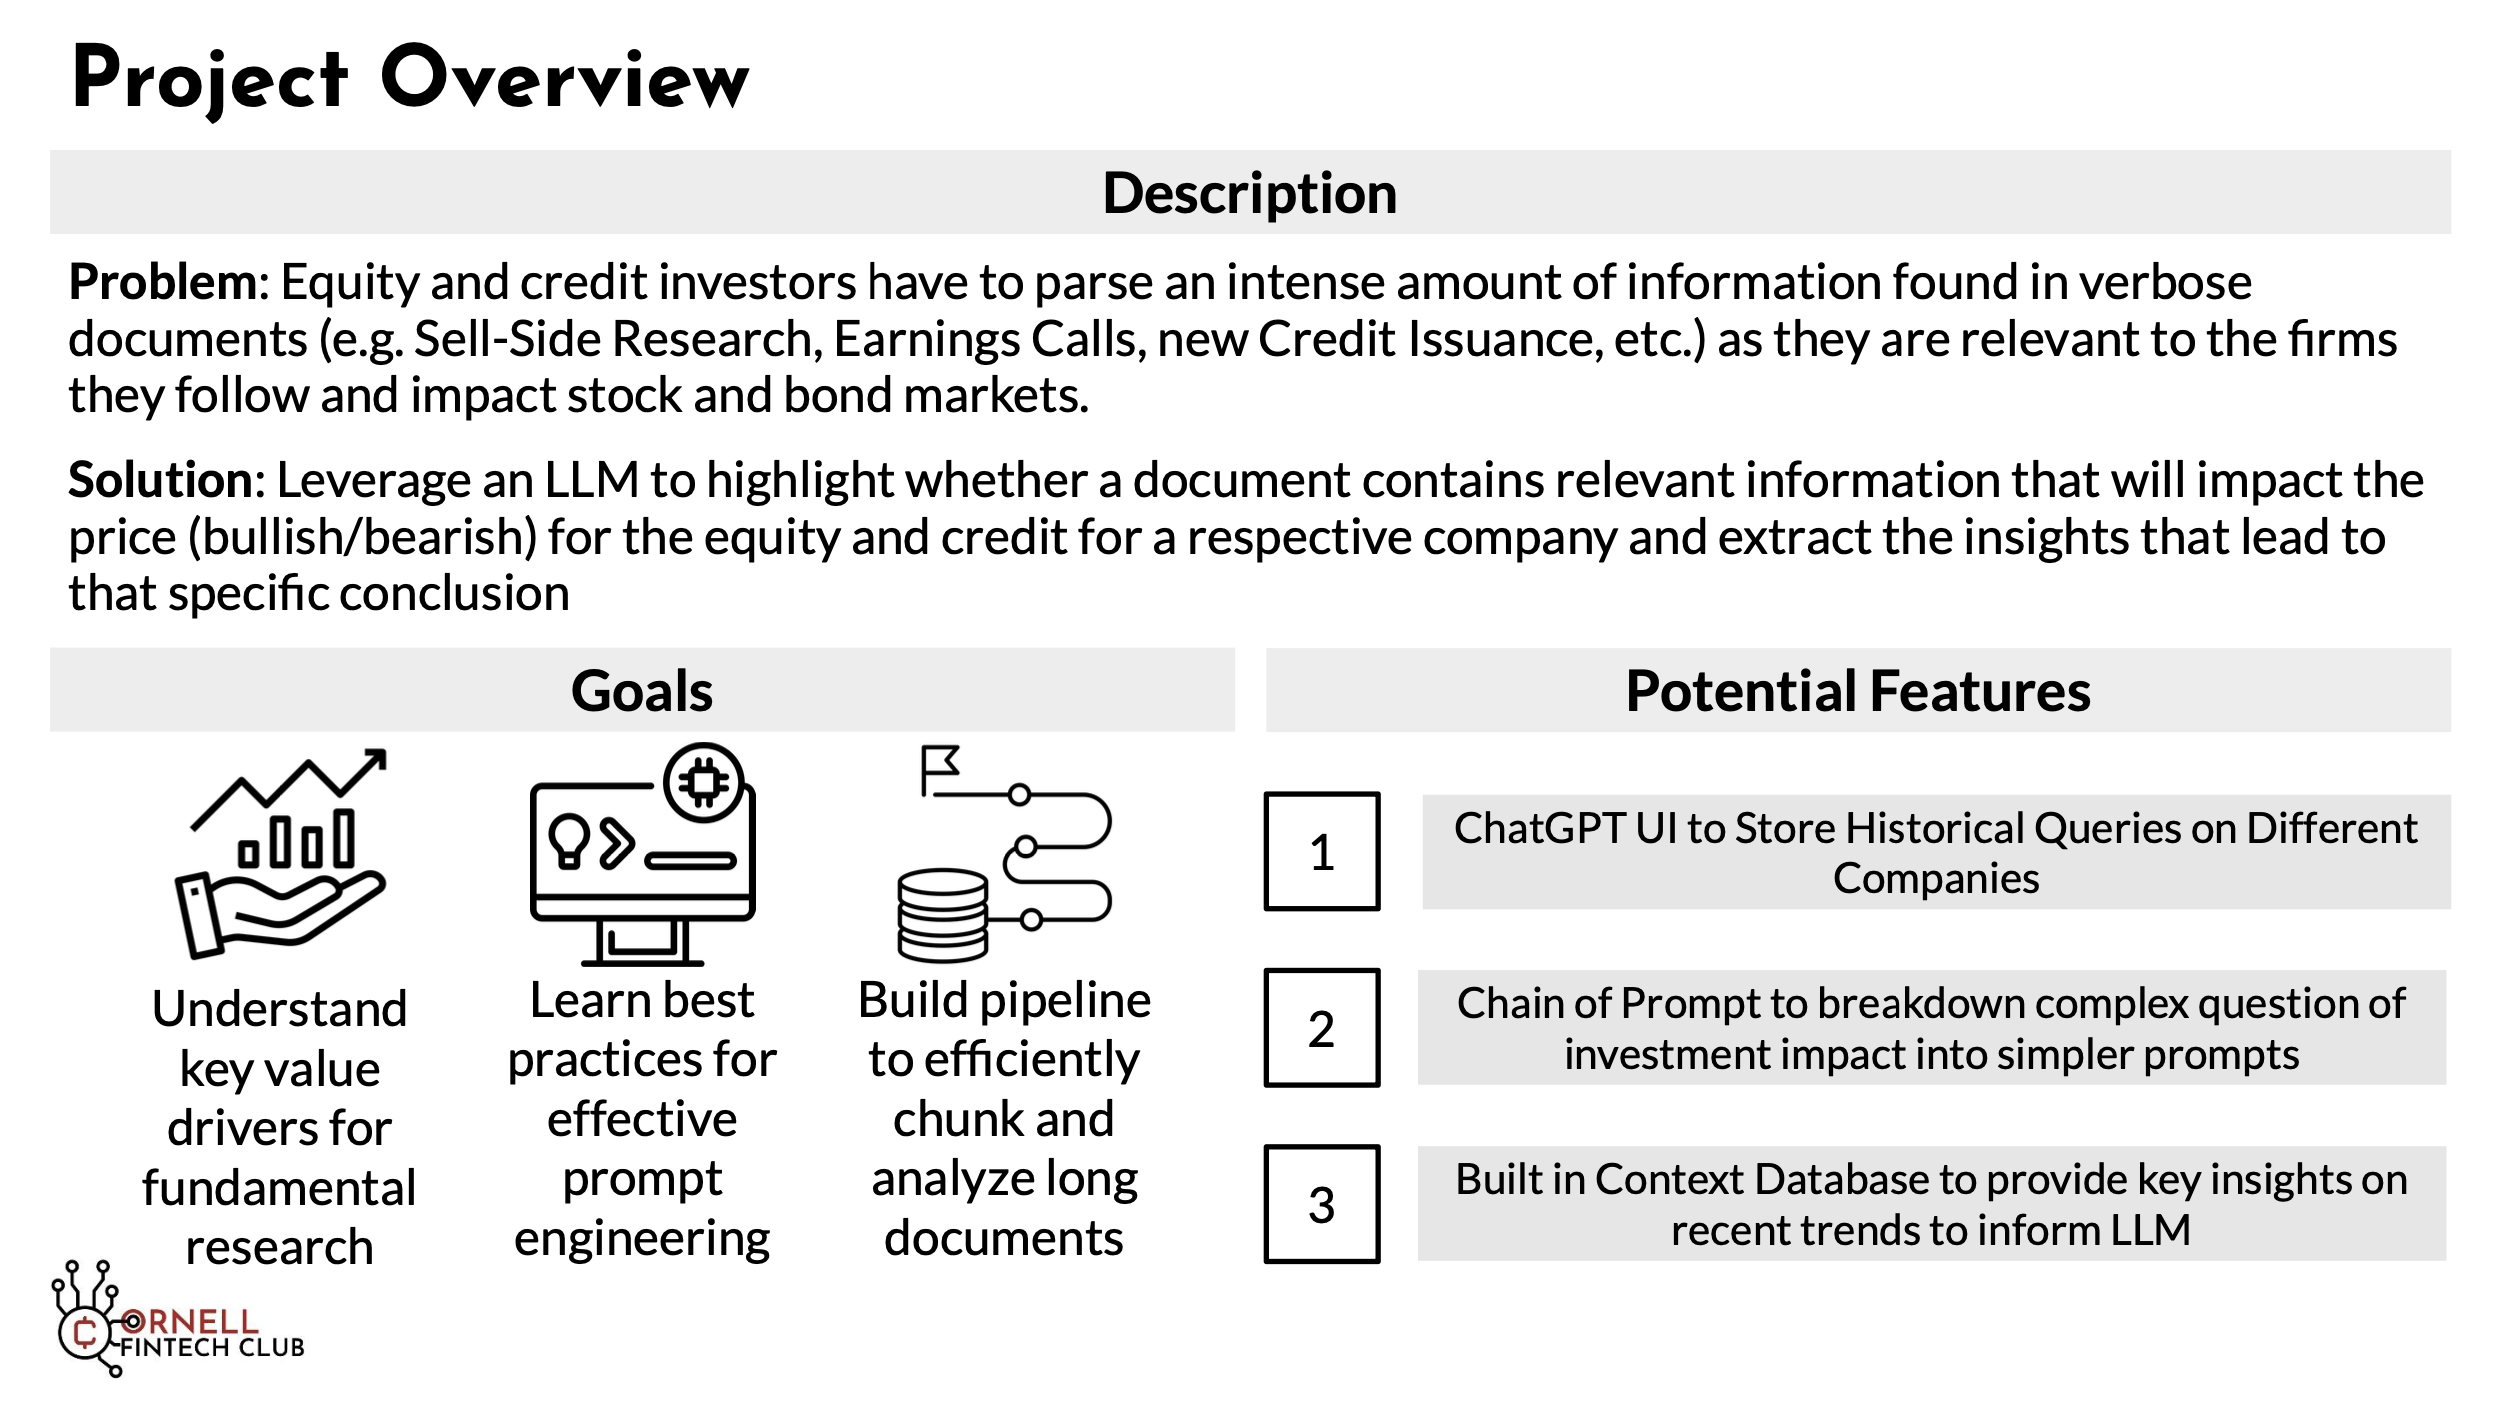 Project Overview
Description
Problem: Equity and credit investors have to parse an intense amount of information found in verbose
documents (e.g. Sell-Side Research, Earnings Calls, new Credit Issuance, etc.) as they are relevant to the firms
they follow and impact stock and bond markets.
Solution: Leverage an LLM to highlight whether a document contains relevant information that will impact the
price (bullish/bearish) for the equity and credit for a respective company and extract the insights that lead to
that specific conclusion
Goals
Understand
key value
drivers for
fundamental
research
Learn best
practices for
effective
prompt
engineering
Build pipeline
to efficiently
chunk and
analyze long
documents
Potential Features
1
ChatGPT UI to Store Historical Queries on Different
Companies
2
Chain of Prompt to breakdown complex question of
investment impact into simpler prompts
3
Built in Context Database to provide key insights on
recent trends to inform LLM
CORNELL
FINTECH CLUB